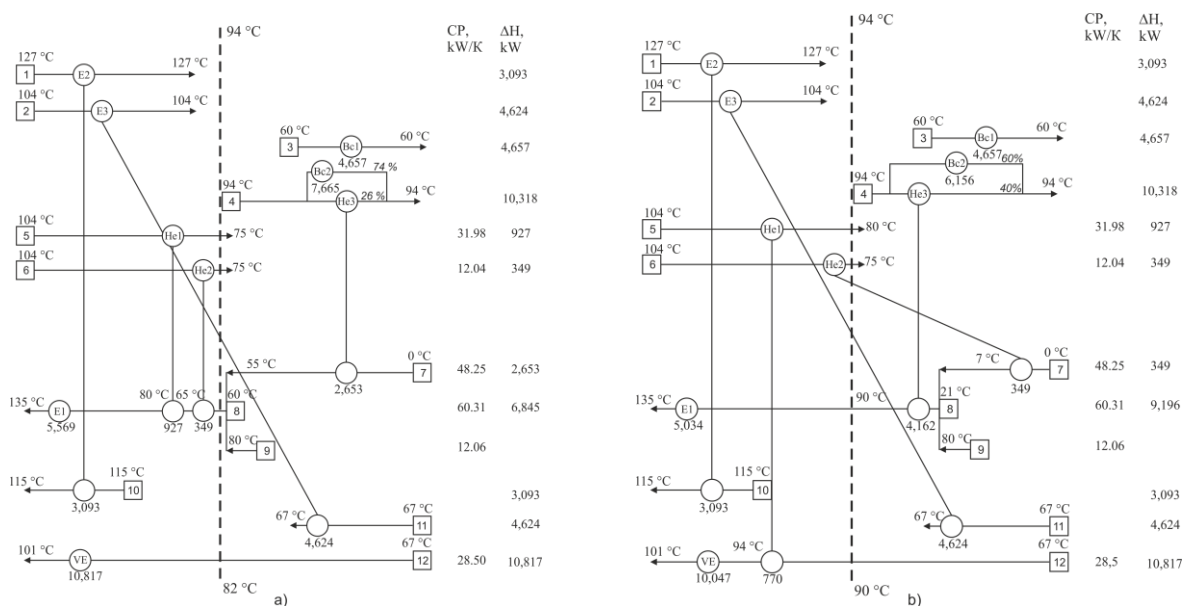 94 °C
CP, ΔH,
kW/K kW
127 °C 127 °C
1 E2 3,093
104 °C 104 °C
2 E3 4,624
60 °C 60 °C
3 Bc1 4,657
4,657
Bc2 74 %
7,665
94 °C 26 % 94 °C
4 He3 10,318
104 °C
5 He1 75 °C 31.98 927
104 °C
6 He2 75 °C 12.04 349
55 °C 0 °C
7 48.25 2,653
2,653
135 °C 80 °C 65 °C 60 °C
E1 8 60.31 6,845
5,569 927 349
80 °C
9 12.06
115 °C 115 °C
10 3,093
3,093
67 °C 67 °C
11 4,624
4,624
101 °C 67 °C
VE 12 28.50 10,817
10,817
82 °C
a)
94 °C
CP, ΔH,
kW/K kW
127 °C 127 °C
1 E2 3,093
104 °C 104 °C
2 E3 4,624
60 °C 60 °C
3 Bc1 4,657
4,657
Bc2 60%
6,156
94 °C 40% 94 °C
4 He3 10,318
104 °C
5 He1 80 °C 31.98 927
104 °C
6 He2 75 °C 12.04 349
7 °C 0 °C
7 48.25 349
349
135 °C 90 °C 21 °C
E1 8 60.31 9,196
5,034 4,162
80 °C
9 12.06
115 °C 115 °C
10 3,093
3,093
67 °C 67 °C
11 4,624
4,624
101 °C 94 °C 67 °C
VE 12 28,5 10,817
10,047 770
90 °C
b)